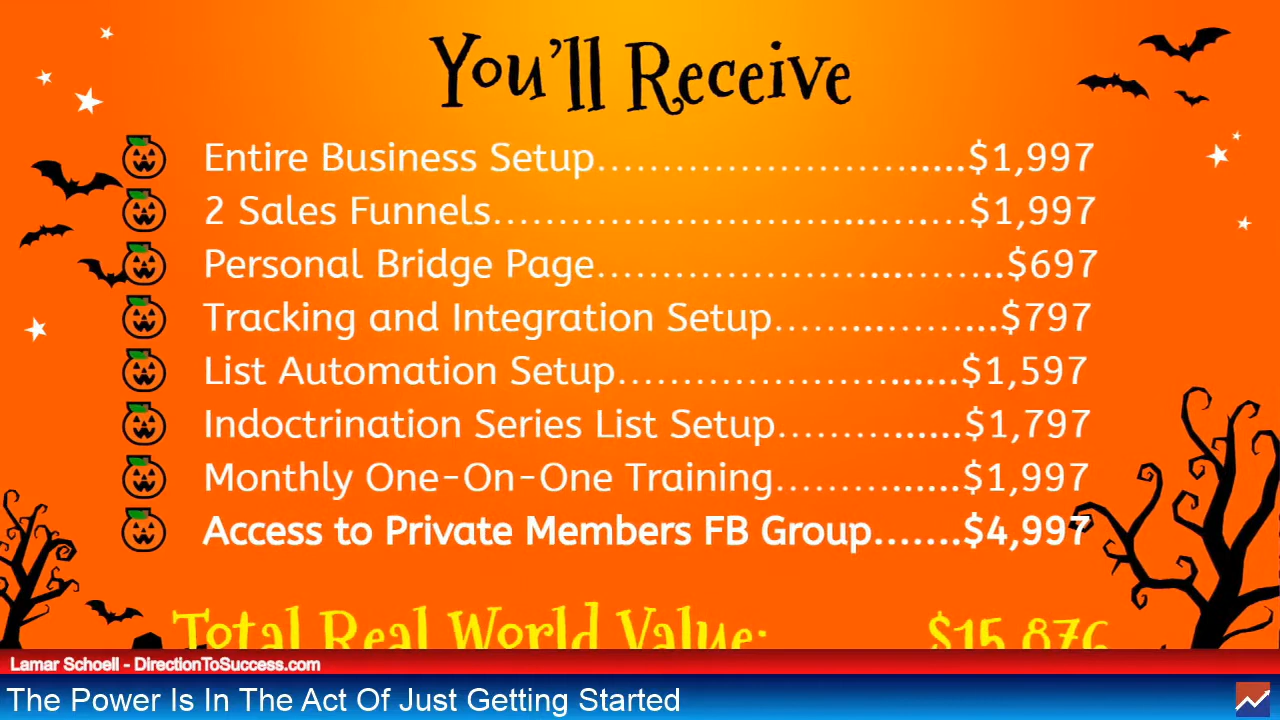 You'll Receive
Entire Business Setup............................$1,997
2 Sales Funnels....................................$1,997
Personal Bridge Page...............................$697
Tracking and Integration Setup....................$797
List Automation Setup.......................$1,597
Indoctrination Series List Setup...............$1,797
Monthly One-On-One Training...............$1,997
Access to Private Members FB Group.......$4,997
Total Real World Value: $15,876
Lamar Schoell - DirectionToSuccess.com
The Power Is In The Act Of Just Getting Started